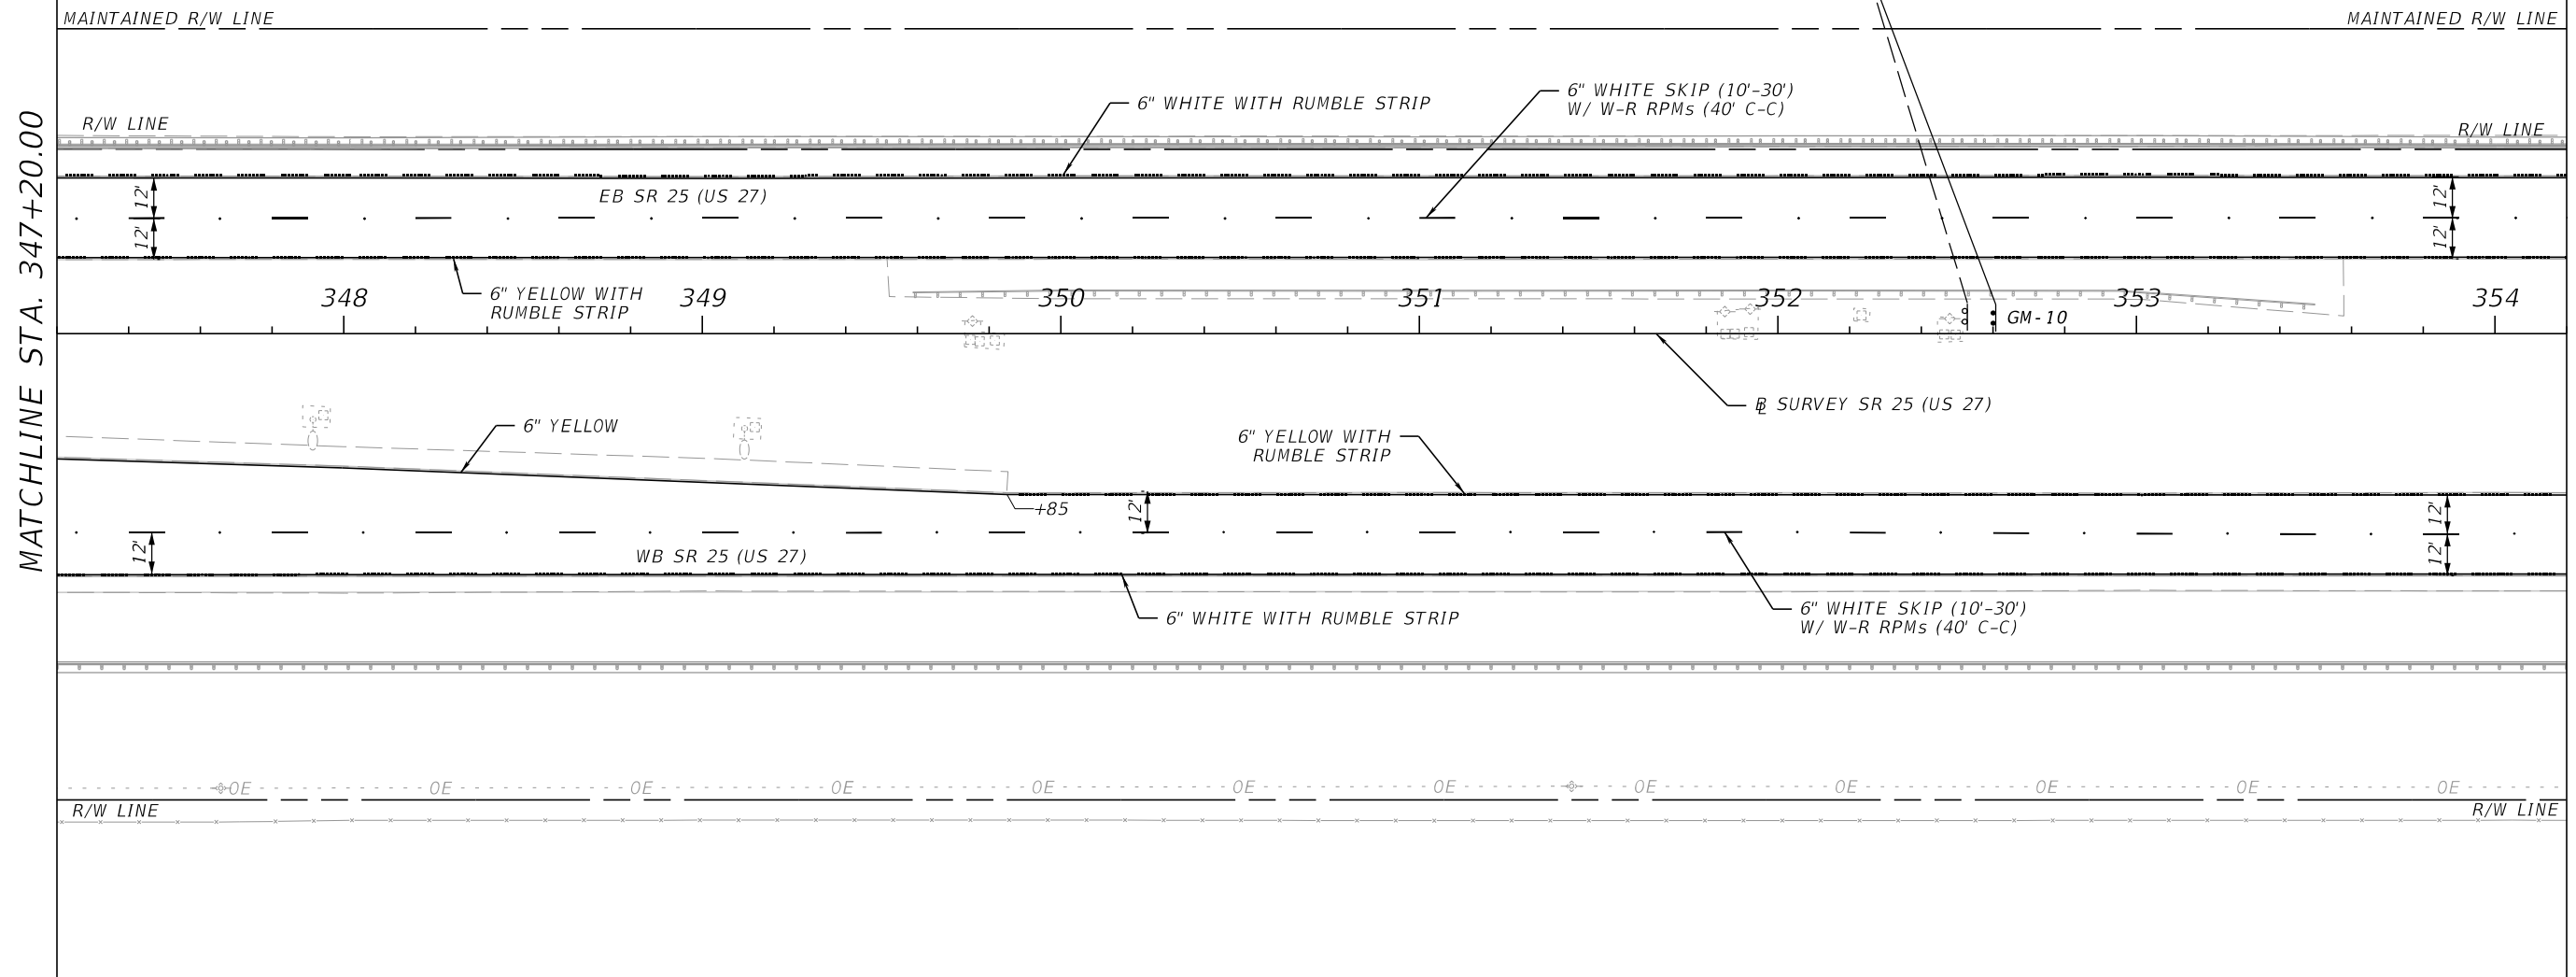 MAINTAINED R/W LINE
MAINTAINED R/W LINE
MATCHLINE STA. 347+20.00
R/W LINE
R/W LINE
6" WHITE WITH RUMBLE STRIP
6" WHITE SKIP (10'-30')
W/ W-R RPMs (40' C-C)
EB SR 25 (US 27)
12'
12'
12'
12'
6" YELLOW WITH
RUMBLE STRIP
348
349
350
351
352
353
354
GM-10
BL SURVEY SR 25 (US 27)
6" YELLOW
6" YELLOW WITH
RUMBLE STRIP
+85
12'
12'
12'
12'
WB SR 25 (US 27)
6" WHITE WITH RUMBLE STRIP
6" WHITE SKIP (10'-30')
W/ W-R RPMs (40' C-C)
OE OE OE OE OE OE OE OE OE OE OE OE
R/W LINE
R/W LINE